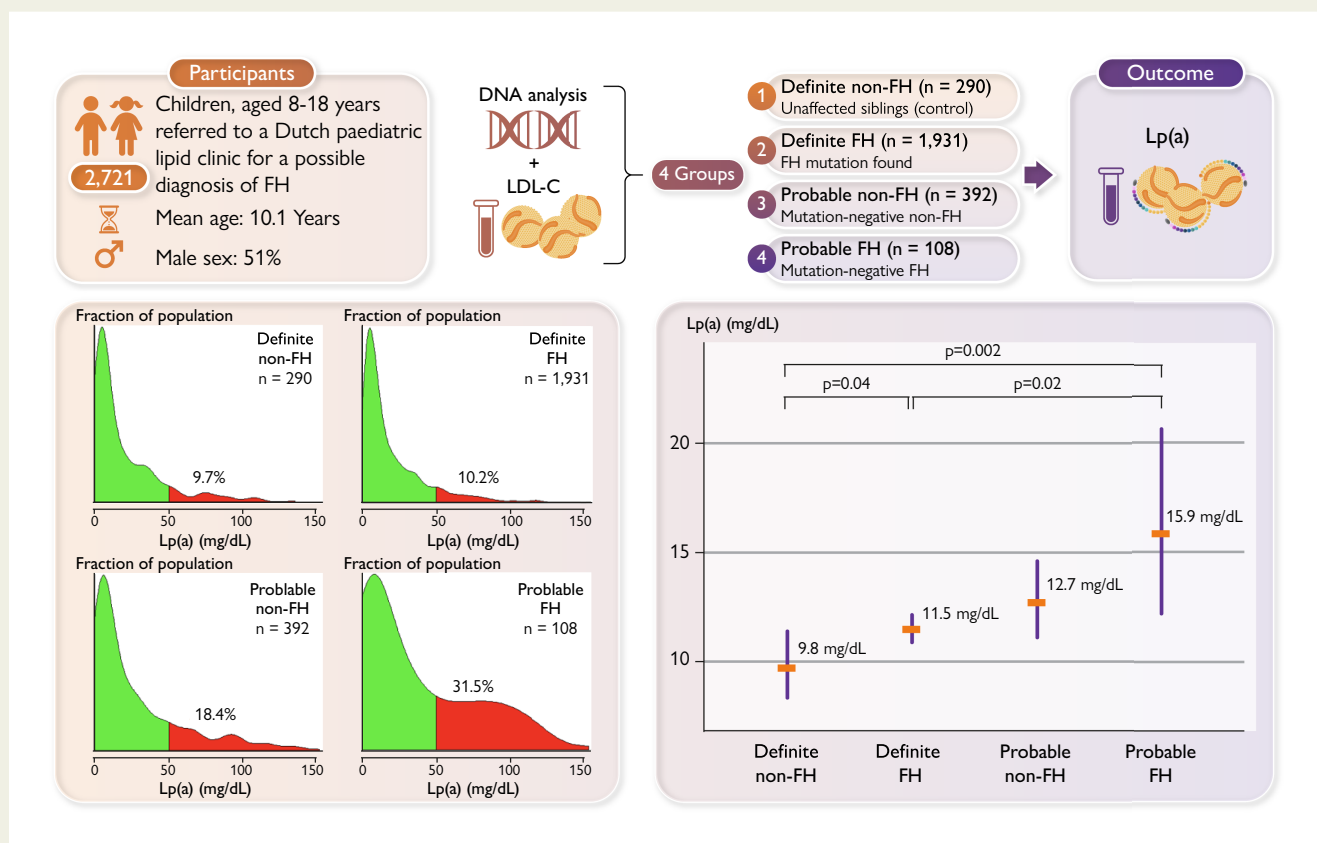 Participants
Children, aged 8-18 years
referred to a Dutch paediatric
lipid clinic for a possible
diagnosis of FH
2,721
Mean age: 10.1 Years
Male sex: 51%
DNA analysis
+
LDL-C
4 Groups
1
Definite non-FH (n = 290)
Unaffected siblings (control)
2
Definite FH (n = 1,931)
FH mutation found
3
Probable non-FH (n = 392)
Mutation-negative non-FH
4
Probable FH (n = 108)
Mutation-negative FH
Outcome
Lp(a)
Fraction of population
Definite
non-FH
n = 290
9.7%
0 50 100 150
Lp(a) (mg/dL)
Fraction of population
Definite
FH
n = 1,931
10.2%
0 50 100 150
Lp(a) (mg/dL)
Fraction of population
Problable
non-FH
n = 392
18.4%
0 50 100 150
Lp(a) (mg/dL)
Fraction of population
Problable
FH
n = 108
31.5%
0 50 100 150
Lp(a) (mg/dL)
Lp(a) (mg/dL)
p=0.002
p=0.04
p=0.02
20
15
10
9.8 mg/dL
11.5 mg/dL
12.7 mg/dL
15.9 mg/dL
Definite
non-FH
Definite
FH
Probable
non-FH
Probable
FH